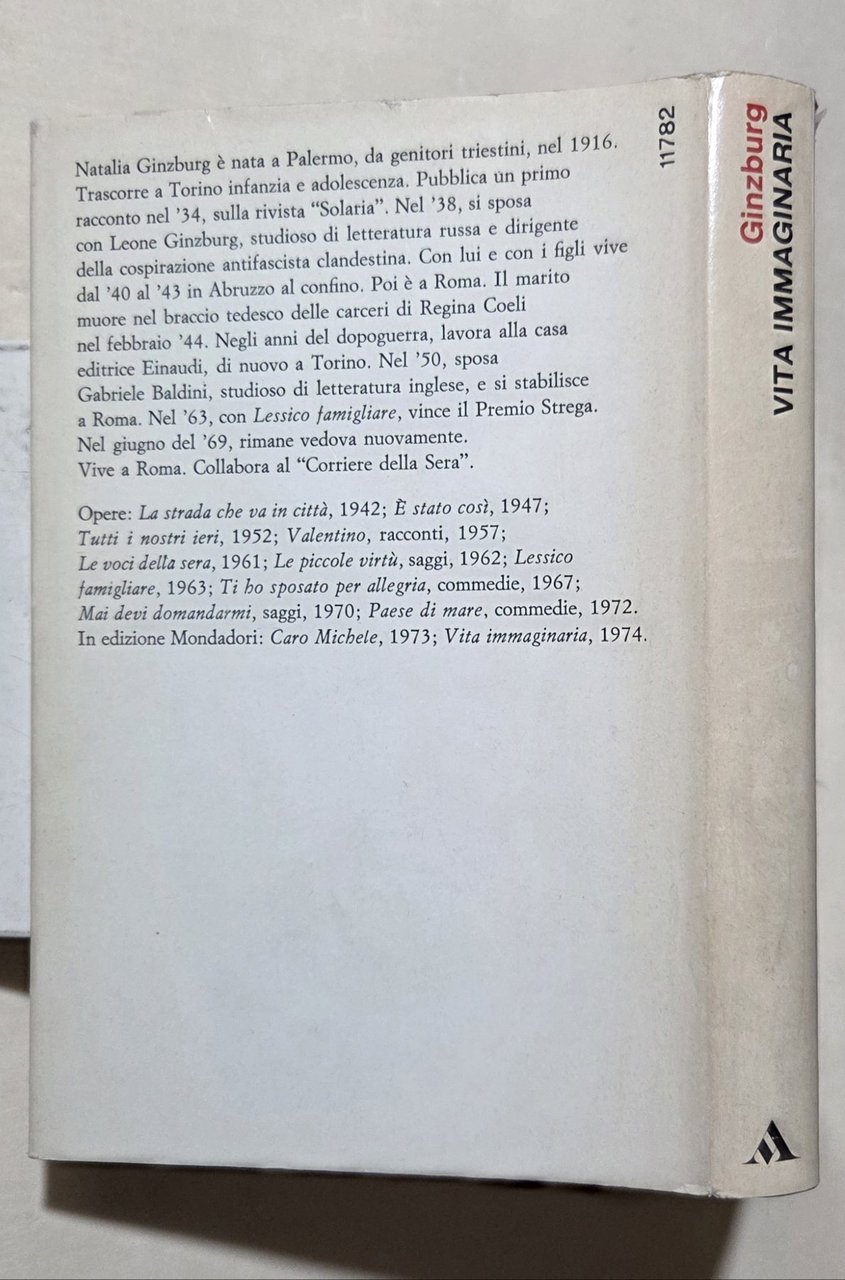 Natalia Ginzburg è nata a Palermo, da genitori triestini, nel 1916.
Trascorre a Torino infanzia e adolescenza. Pubblica un primo
racconto nel '34, sulla rivista “Solaria”. Nel '38, si sposa
con Leone Ginzburg, studioso di letteratura russa e dirigente
della cospirazione antifascista clandestina. Con lui e con i figli vive
dal '40 al '43 in Abruzzo al confino. Poi è a Roma. Il marito
muore nel braccio tedesco delle carceri di Regina Coeli
nel febbraio '44. Negli anni del dopoguerra, lavora alla casa
editrice Einaudi, di nuovo a Torino. Nel '50, sposa
Gabriele Baldini, studioso di letteratura inglese, e si stabilisce
a Roma. Nel '63, con Lessico famigliare, vince il Premio Strega.
Nel giugno del '69, rimane vedova nuovamente.
Vive a Roma. Collabora al “Corriere della Sera”.
Opere: La strada che va in città, 1942; È stato così, 1947;
Tutti i nostri ieri, 1952; Valentino, racconti, 1957;
Le voci della sera, 1961; Le piccole virtù, saggi, 1962; Lessico
famigliare, 1963; Ti ho sposato per allegria, commedie, 1967;
Mai devi domandarmi, saggi, 1970; Paese di mare, commedie, 1972.
In edizione Mondadori: Caro Michele, 1973; Vita immaginaria, 1974.
11782
Ginzburg
VITA IMMAGINARIA